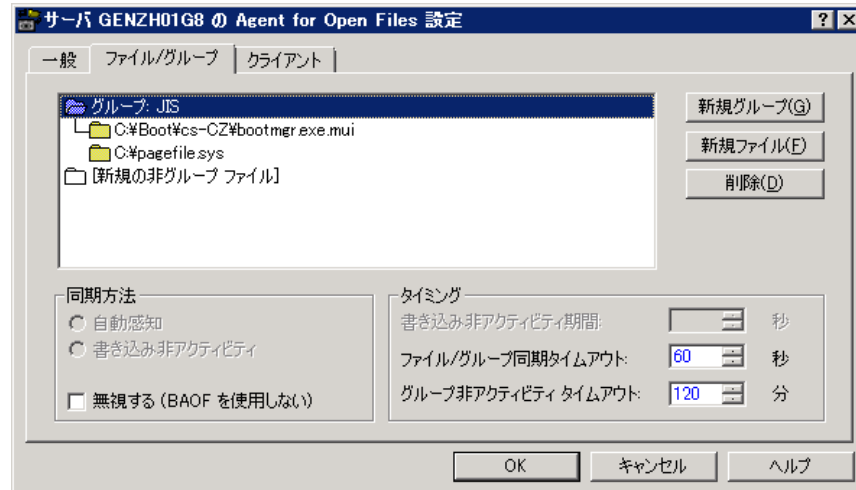 サーバ GENZH01G8 の Agent for Open Files 設定
一般 ファイル/グループ クライアント
グループ: JIS
C:¥Boot¥cs-CZ¥bootmgr.exe.mui
C:¥pagefile.sys
[新規の非グループ ファイル]
新規グループ(G)
新規ファイル(F)
削除(D)
同期方法
自動感知
書き込み非アクティビティ
無視する (BAOF を使用しない)
タイミング
書き込み非アクティビティ期間: 秒
ファイル/グループ同期タイムアウト: 60 秒
グループ非アクティビティ タイムアウト: 120 分
OK キャンセル ヘルプ